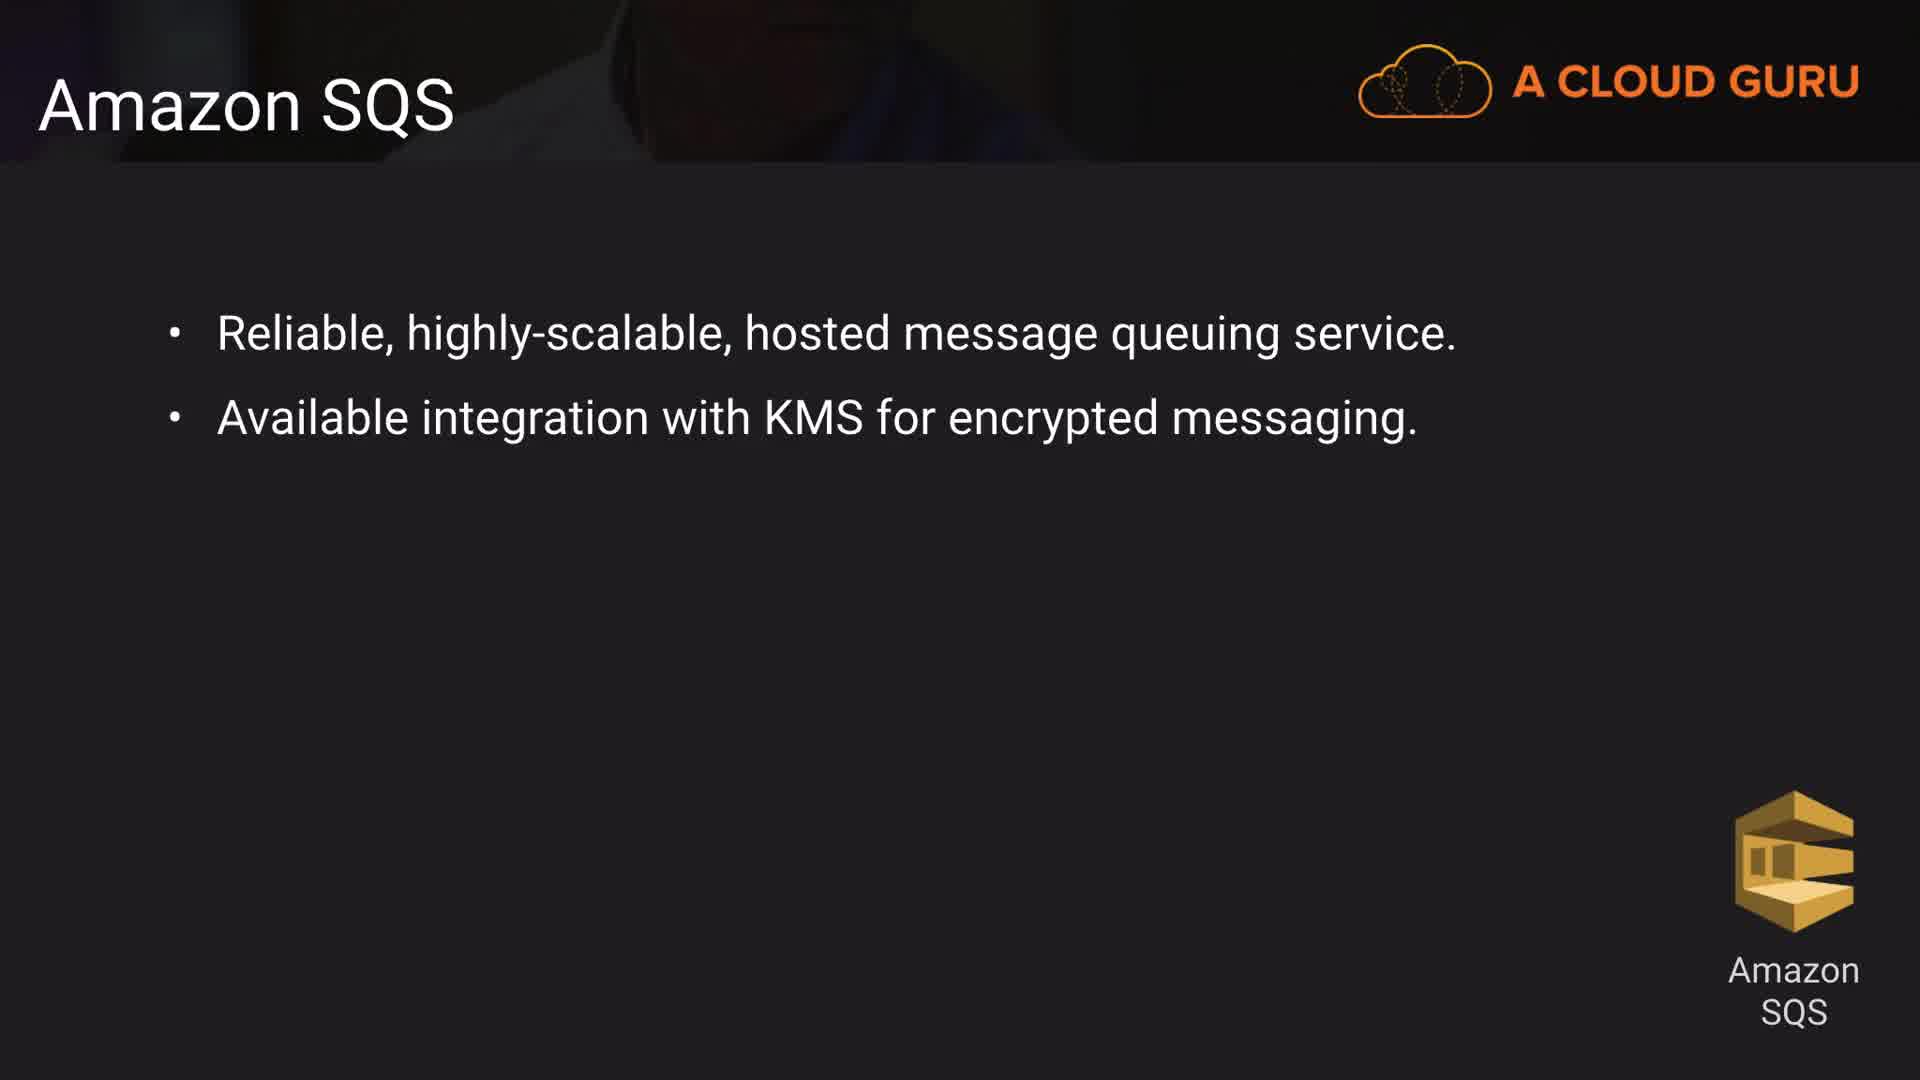 Amazon SQS
A CLOUD GURU
• Reliable, highly-scalable, hosted message queuing service.
• Available integration with KMS for encrypted messaging.
Amazon
SQS